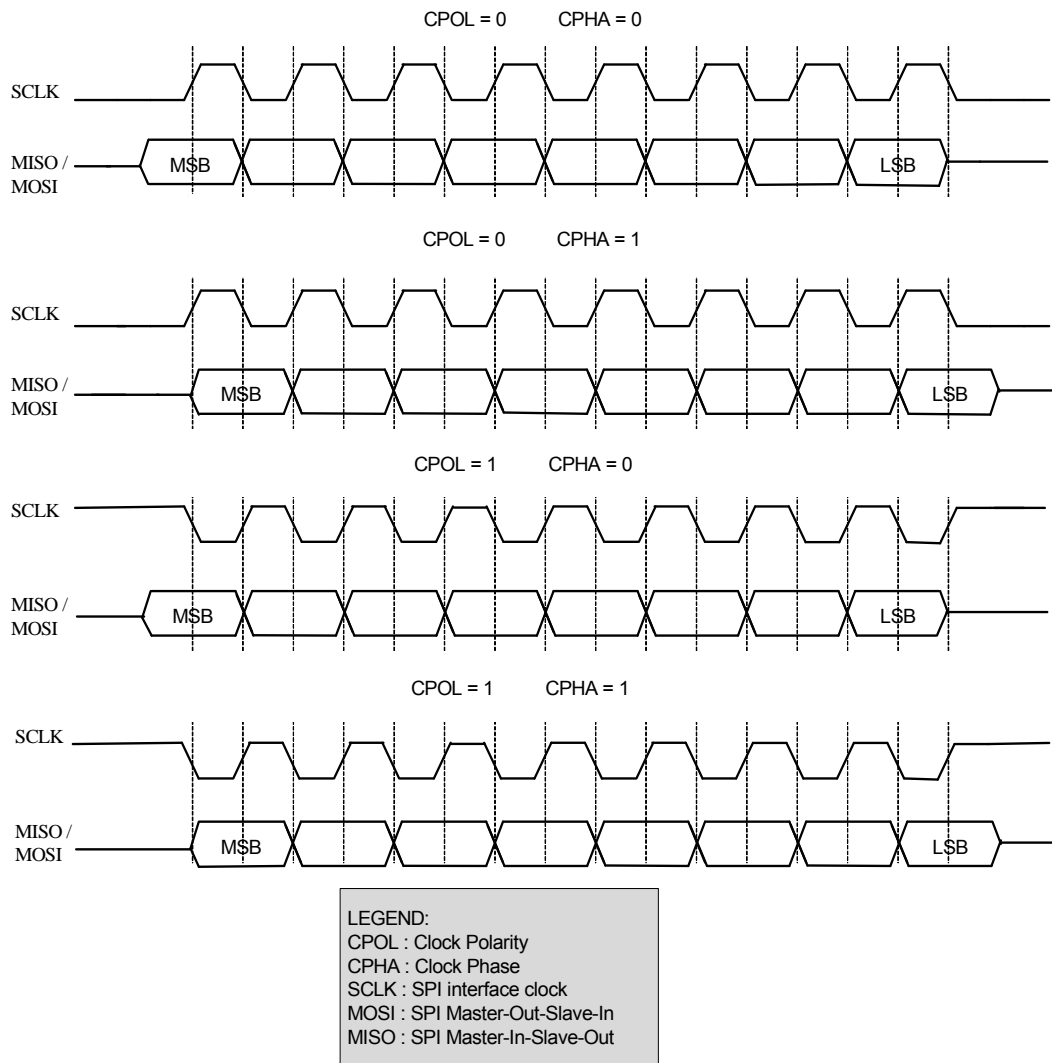 CPOL = 0 CPHA = 0
SCLK
MISO /
MOSI
MSB
LSB
CPOL = 0 CPHA = 1
SCLK
MISO /
MOSI
MSB
LSB
CPOL = 1 CPHA = 0
SCLK
MISO /
MOSI
MSB
LSB
CPOL = 1 CPHA = 1
SCLK
MISO /
MOSI
MSB
LSB
LEGEND:
CPOL : Clock Polarity
CPHA : Clock Phase
SCLK : SPI interface clock
MOSI : SPI Master-Out-Slave-In
MISO : SPI Master-In-Slave-Out